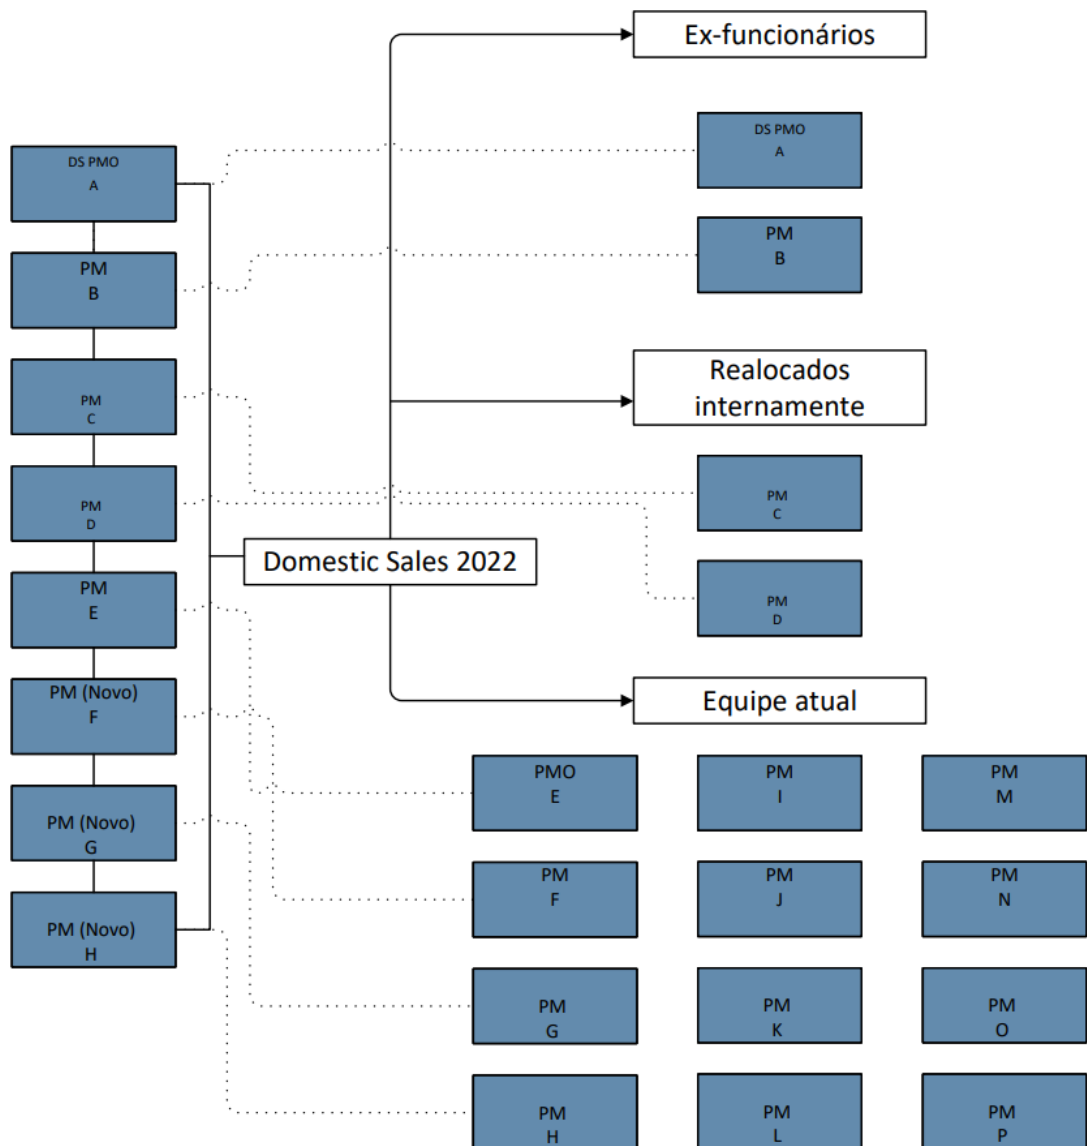 Ex-funcionários
DS PMO
A
PM
B
PM
C
PM
D
PM
E
PM (Novo)
F
PM (Novo)
G
PM (Novo)
H
Domestic Sales 2022
DS PMO
A
PM
B
Realocados
internamente
PM
C
PM
D
Equipe atual
PMO
E
PM
I
PM
M
PM
F
PM
J
PM
N
PM
G
PM
K
PM
O
PM
H
PM
L
PM
P